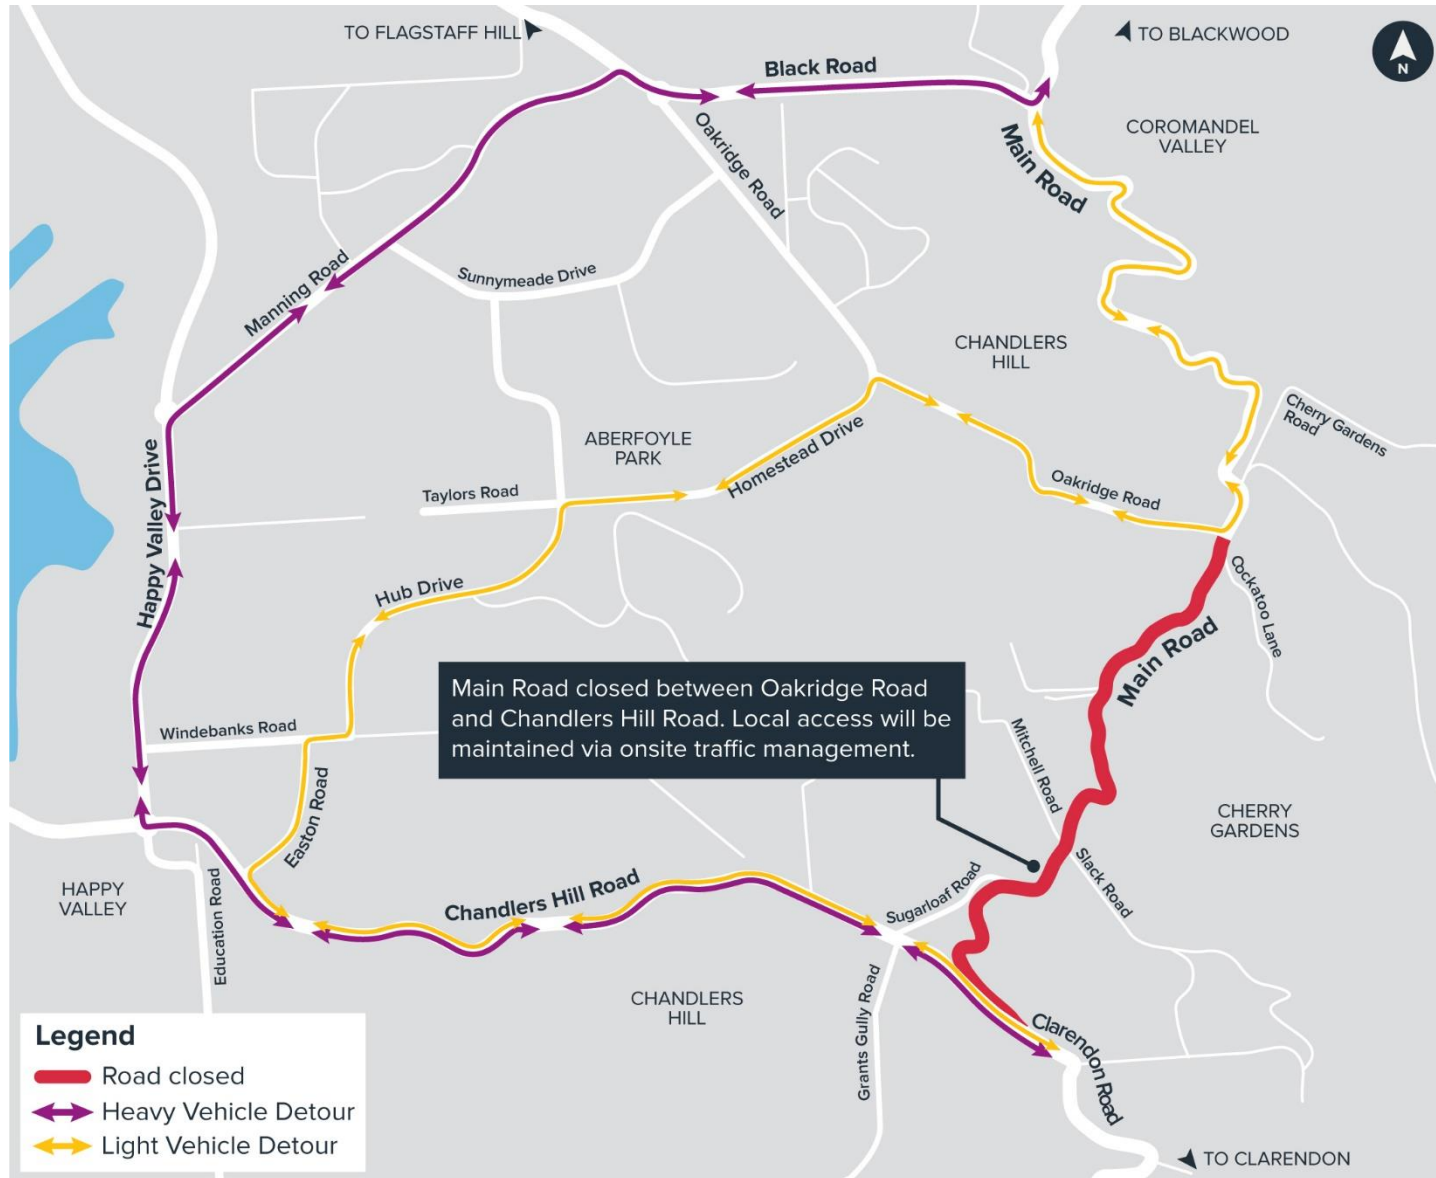 TO FLAGSTAFF HILL
TO BLACKWOOD
N
Black Road
Oakridge Road
Main Road
COROMANDEL
VALLEY
Manning Road
Sunnymeade Drive
CHANDLERS
HILL
Cherry Gardens
Road
ABERFOYLE
PARK
Homestead Drive
Happy Valley Drive
Taylors Road
Oakridge Road
Hub Drive
Cockatoo Lane
Main Road
Main Road closed between Oakridge Road
and Chandlers Hill Road. Local access will be
maintained via onsite traffic management.
Windebanks Road
Mitchell Road
Easton Road
CHERRY
GARDENS
Slack Road
HAPPY
VALLEY
Education Road
Chandlers Hill Road
Sugarloaf Road
CHANDLERS
HILL
Grants Gully Road
Clarendon Road
Legend
Road closed
Heavy Vehicle Detour
Light Vehicle Detour
TO CLARENDON